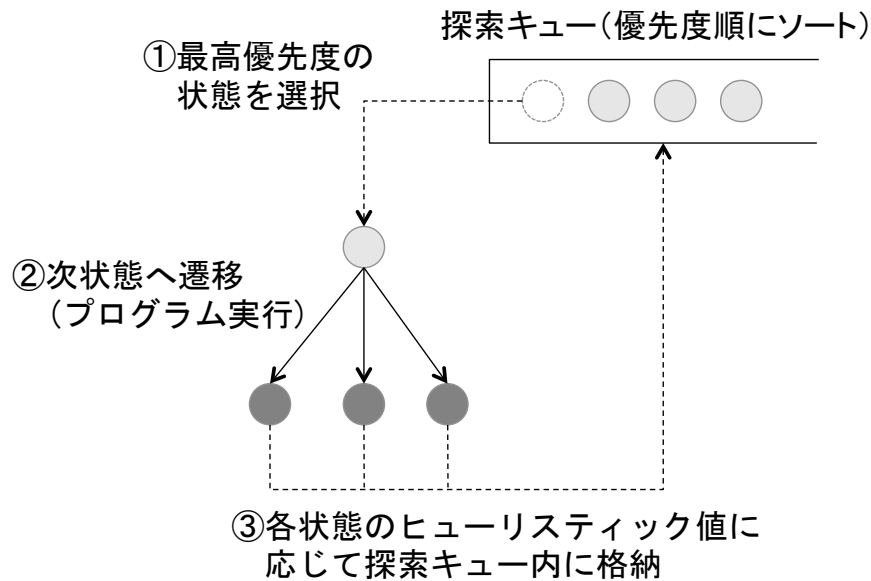 探索キュー(優先度順にソート)
①最高優先度の
状態を選択
②次状態へ遷移
(プログラム実行)
③各状態のヒューリスティック値に
応じて探索キュー内に格納